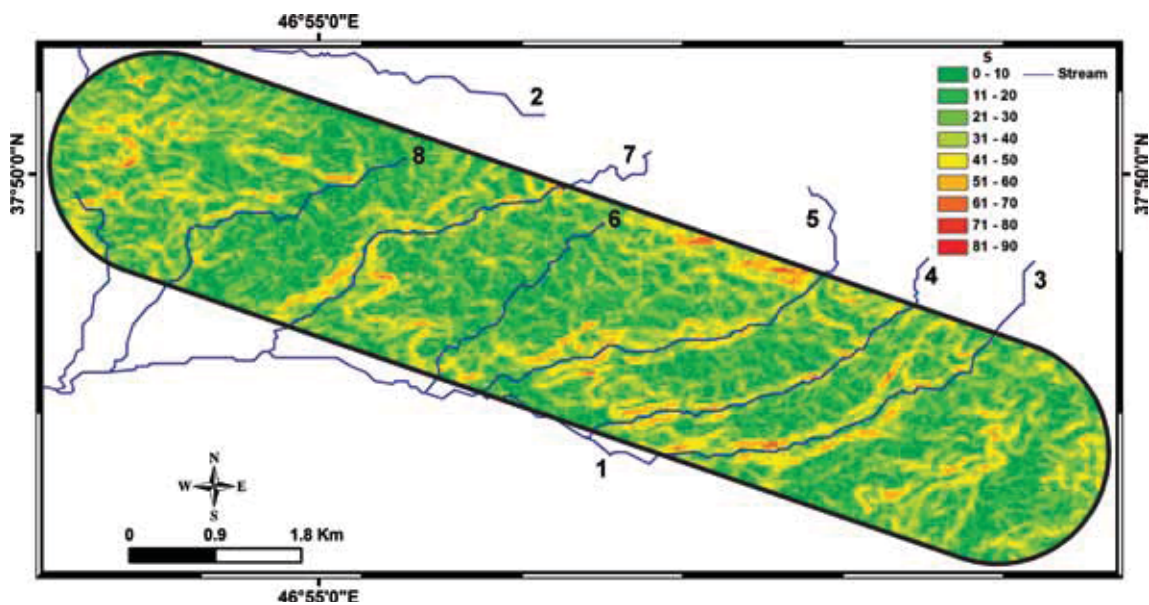 46°55'0"E
S
0 - 10
Stream
11 - 20
21 - 30
31 - 40
41 - 50
51 - 60
61 - 70
71 - 80
81 - 90
2
8
7
6
5
4
3
1
37°50'0"N
37°50'0"N
N
W E
S
0 0.9 1.8 Km
46°55'0"E